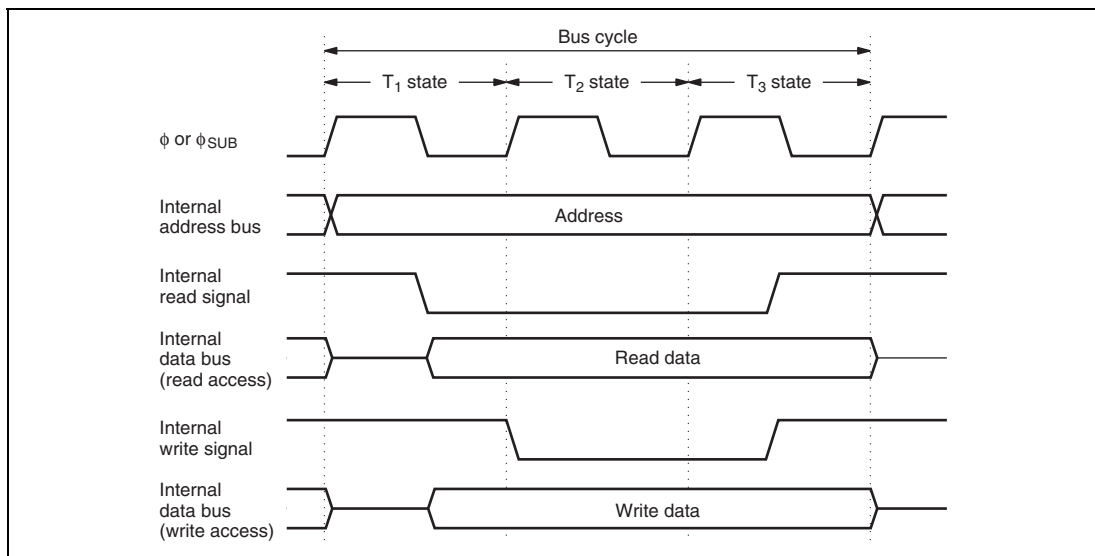 Bus cycle
T₁ state
T₂ state
T₃ state
ϕ or ϕSUB
Internal
address bus
Address
Internal
read signal
Internal
data bus
(read access)
Read data
Internal
write signal
Internal
data bus
(write access)
Write data